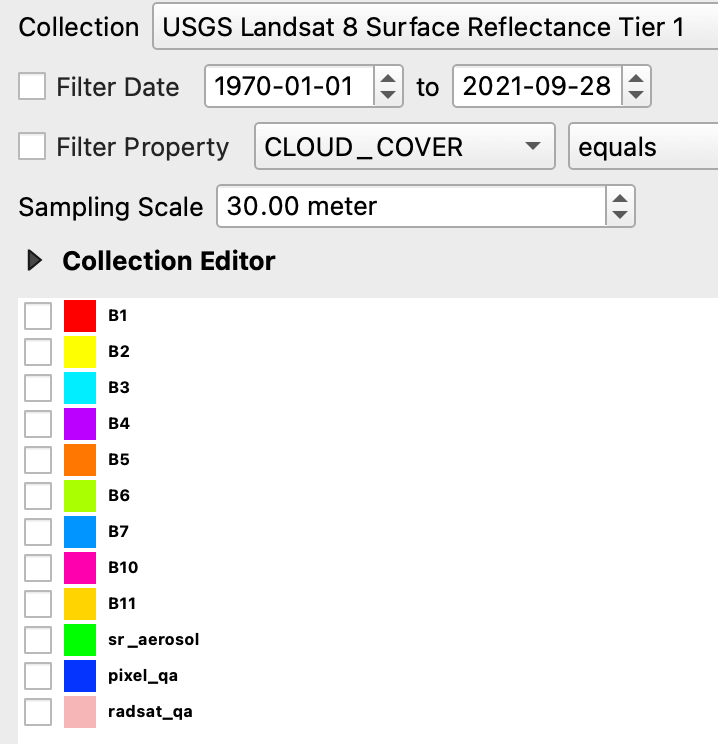 Collection USGS Landsat 8 Surface Reflectance Tier 1
Filter Date 1970-01-01 to 2021-09-28
Filter Property CLOUD_COVER equals
Sampling Scale 30.00 meter
Collection Editor
B1
B2
B3
B4
B5
B6
B7
B10
B11
sr_aerosol
pixel_qa
radsat_qa